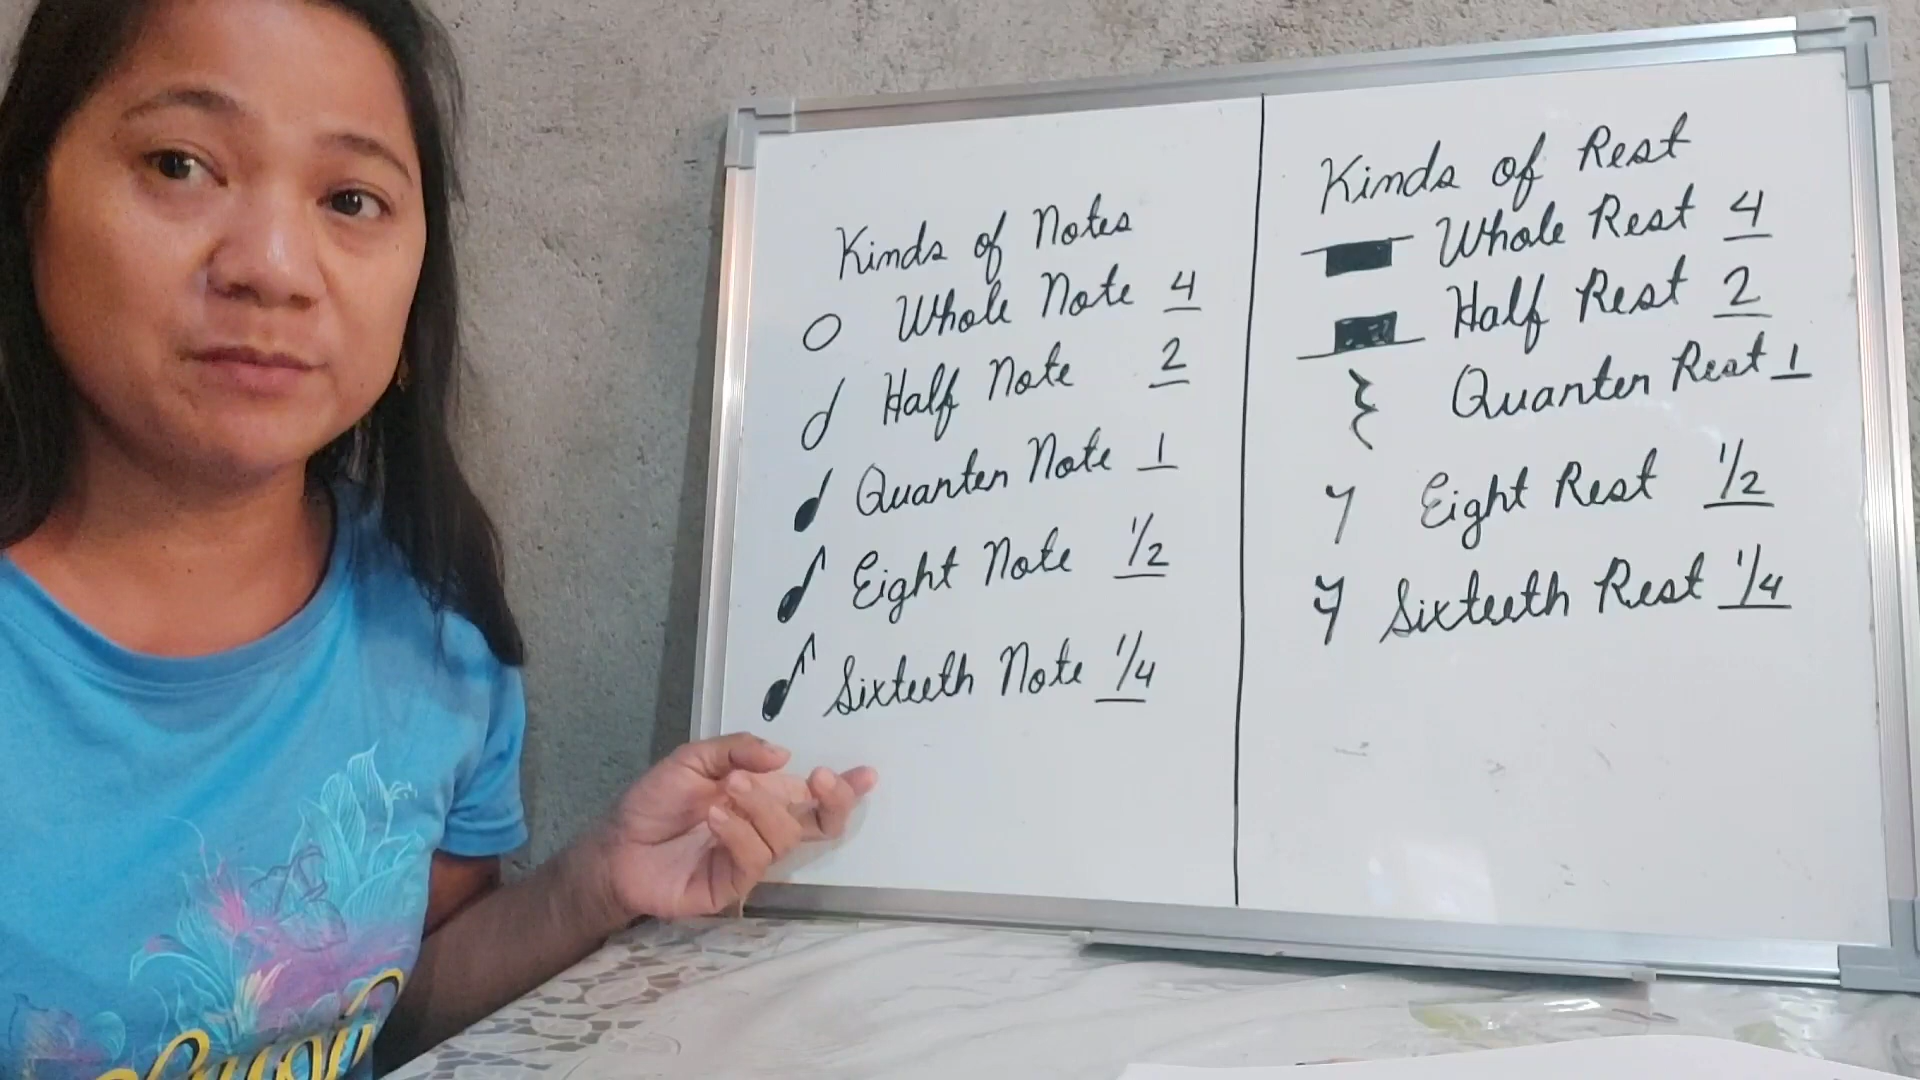 Kinds of Notes
Whole Note 4
Half Note 2
Quarter Note 1
Eight Note 1/2
Sixteeth Note 1/4
Kinds of Rest
Whole Rest 4
Half Rest 2
Quarter Rest 1
Eight Rest 1/2
Sixteeth Rest 1/4